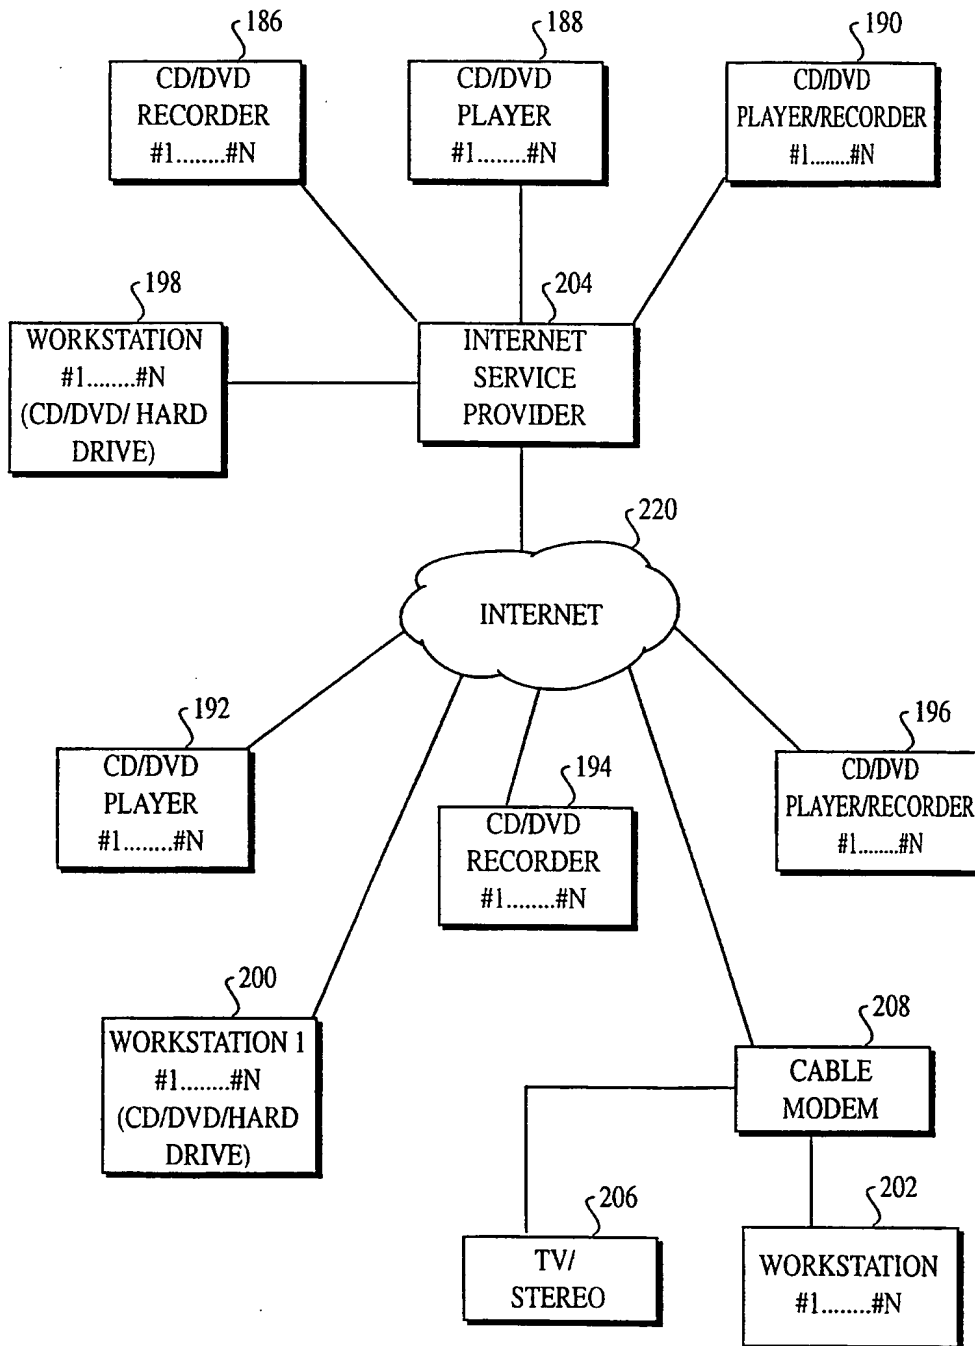 186
188
190
CD/DVD
RECORDER
#1........#N
CD/DVD
PLAYER
#1........#N
CD/DVD
PLAYER/RECORDER
#1........#N
198
204
WORKSTATION
#1........#N
(CD/DVD/ HARD
DRIVE)
INTERNET
SERVICE
PROVIDER
220
INTERNET
192
194
196
CD/DVD
PLAYER
#1........#N
CD/DVD
RECORDER
#1........#N
CD/DVD
PLAYER/RECORDER
#1........#N
200
208
WORKSTATION 1
#1........#N
(CD/DVD/HARD
DRIVE)
CABLE
MODEM
206
202
TV/
STEREO
WORKSTATION
#1........#N